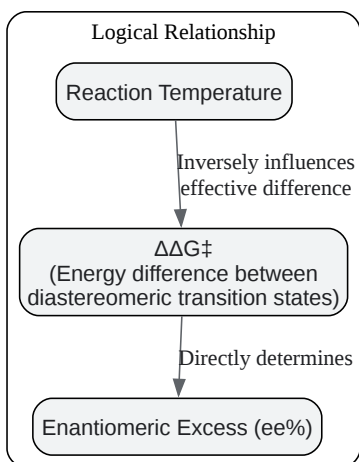 Logical Relationship
Reaction Temperature
Inversely influences
effective difference
ΔΔG‡
(Energy difference between
diastereomeric transition states)
Directly determines
Enantiomeric Excess (ee%)